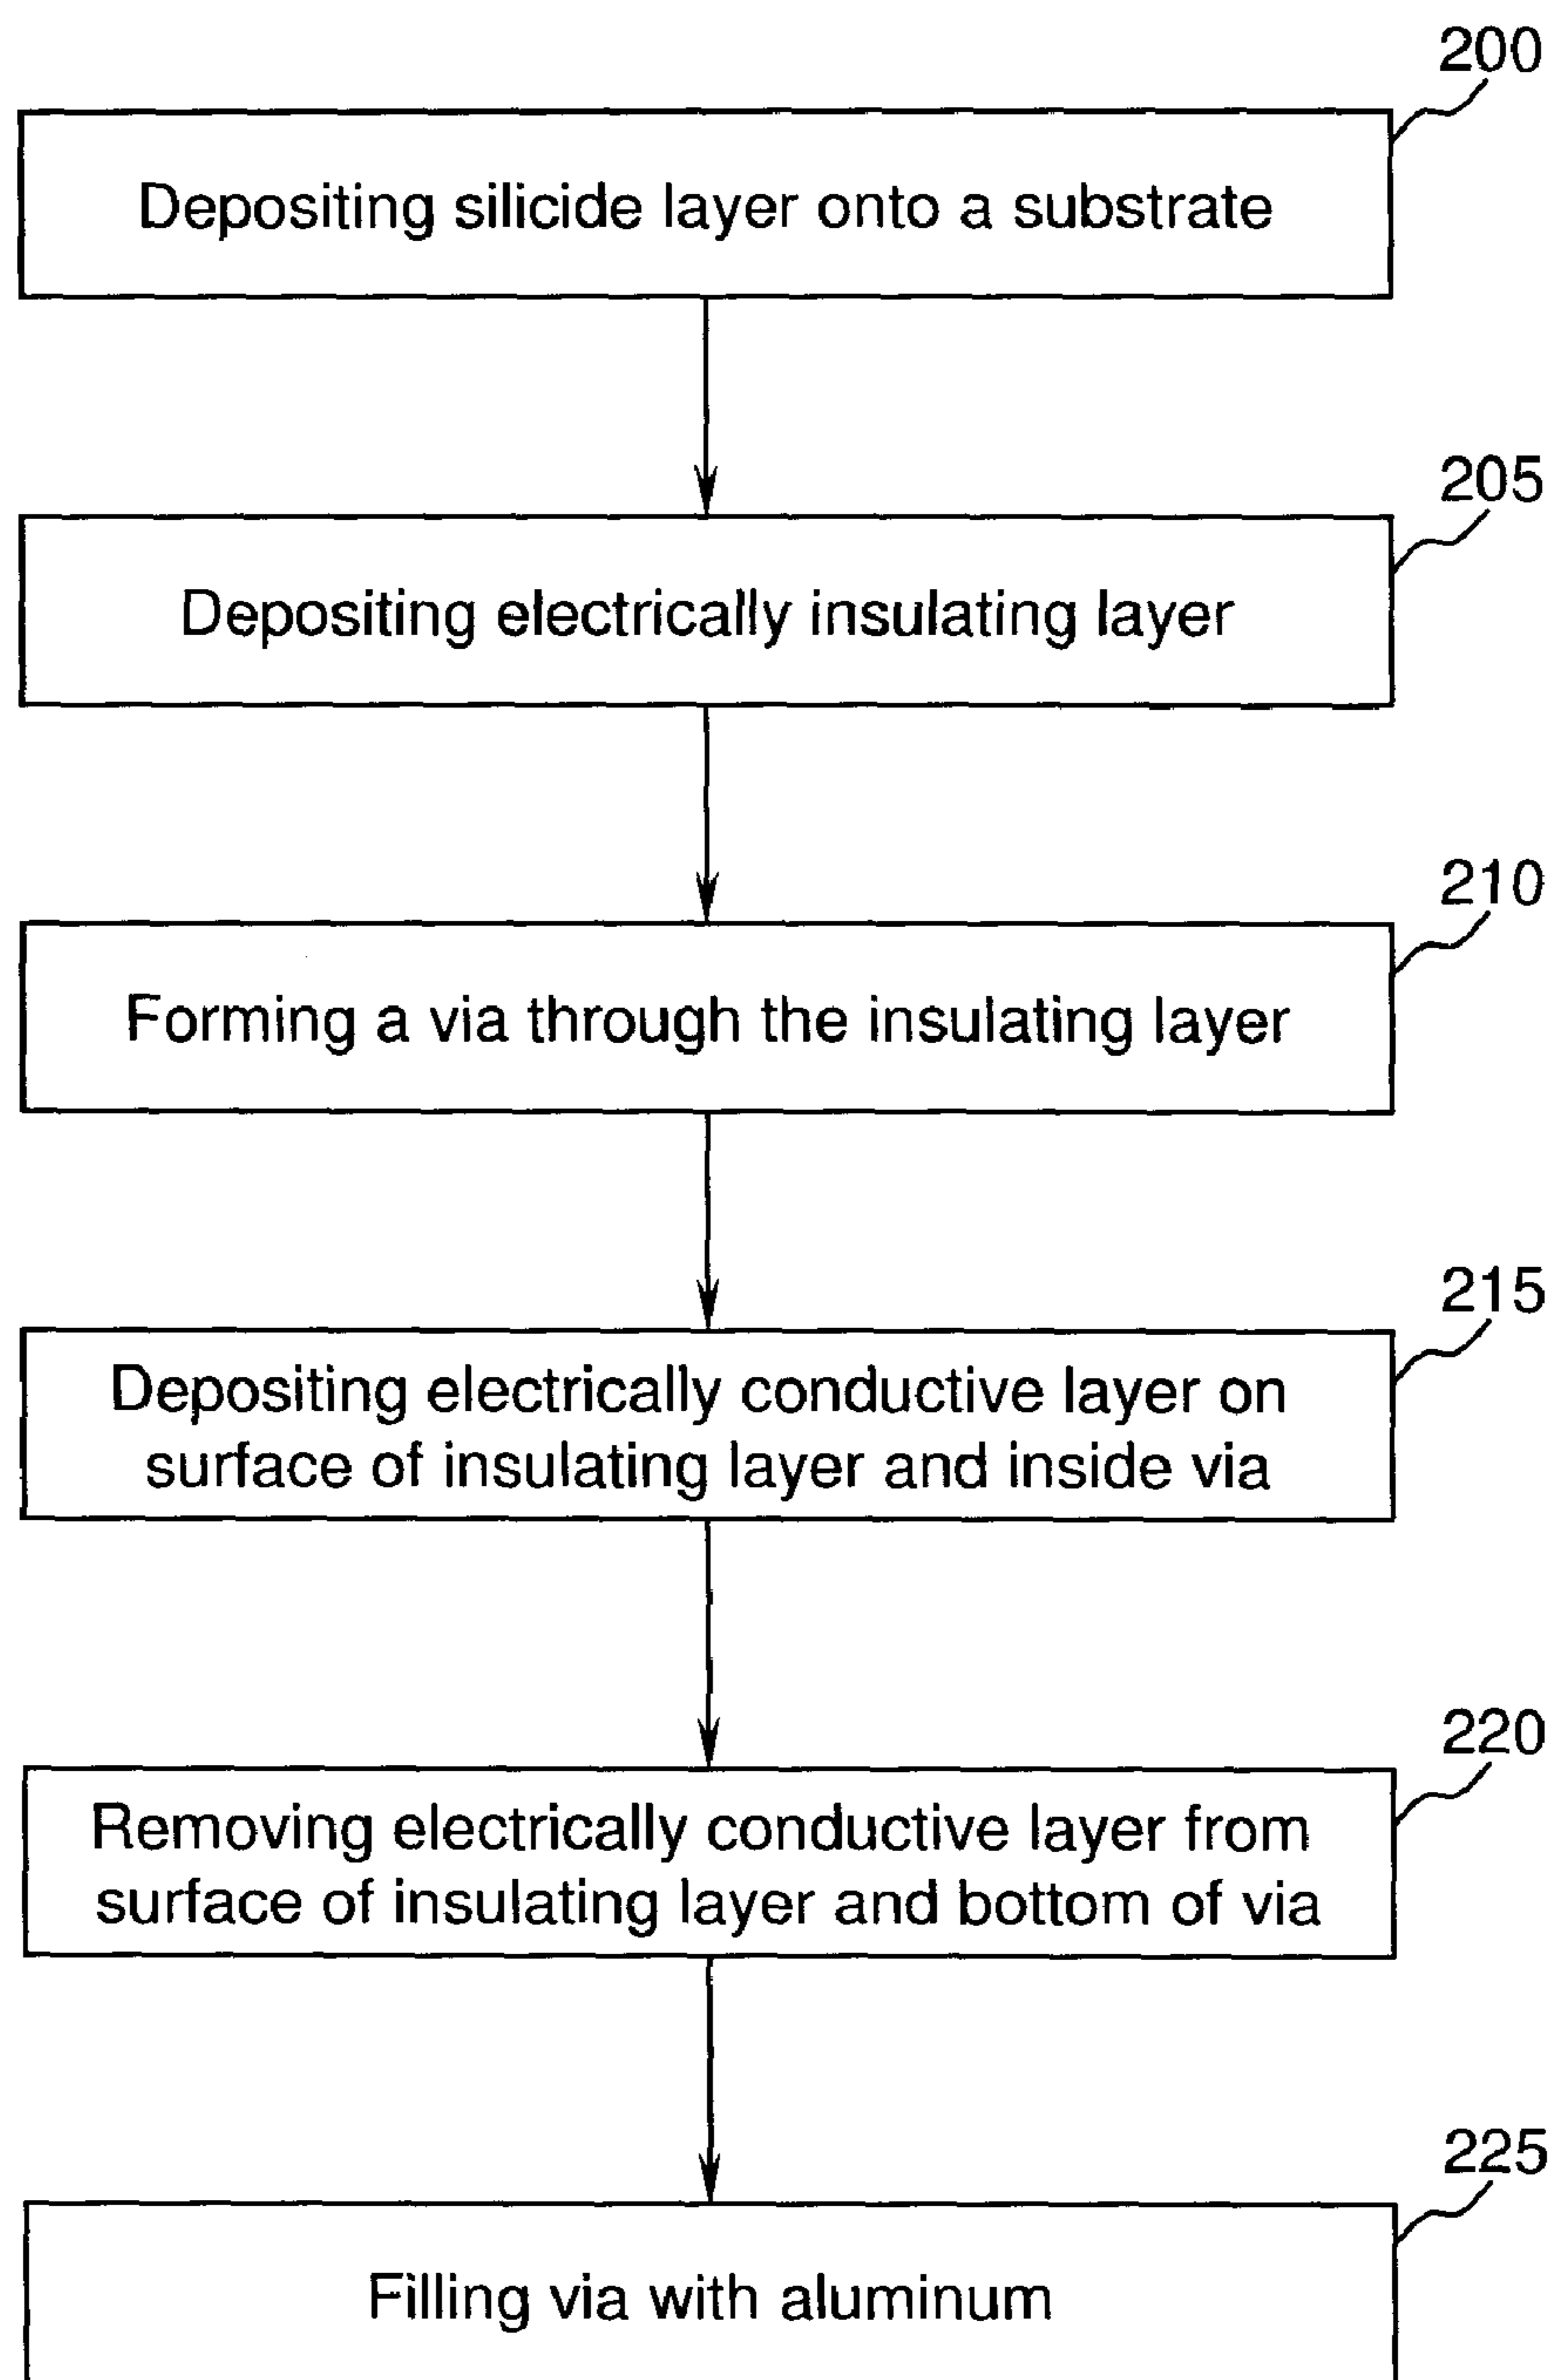 200
Depositing silicide layer onto a substrate
205
Depositing electrically insulating layer
210
Forming a via through the insulating layer
215
Depositing electrically conductive layer on
surface of insulating layer and inside via
220
Removing electrically conductive layer from
surface of insulating layer and bottom of via
225
Filling via with aluminum